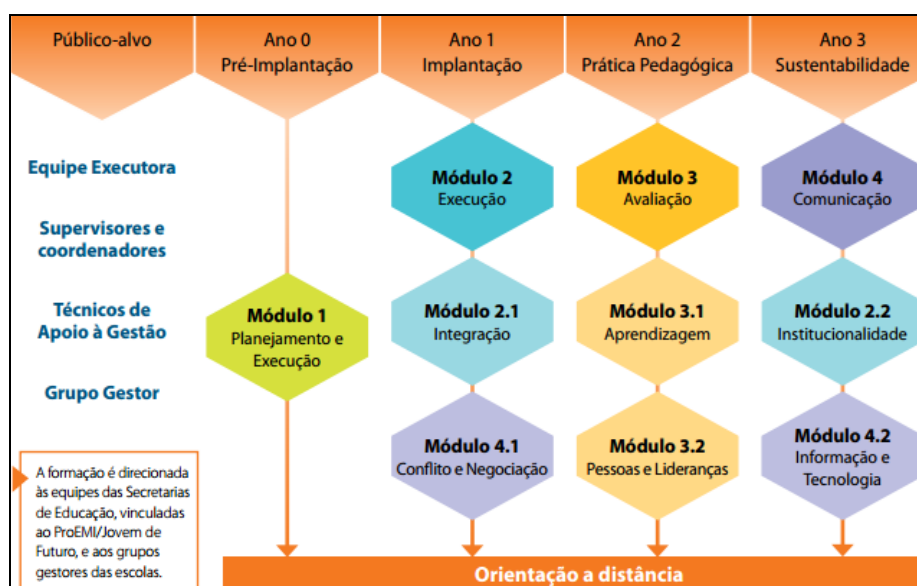 Público-alvo
Ano 0
Pré-Implantação
Ano 1
Implantação
Ano 2
Prática Pedagógica
Ano 3
Sustentabilidade
Equipe Executora
Supervisores e
coordenadores
Técnicos de
Apoio à Gestão
Grupo Gestor
A formação é direcionada
às equipes das Secretarias
de Educação, vinculadas
ao ProEMI/Jovem de
Futuro, e aos grupos
gestores das escolas.
Módulo 1
Planejamento e
Execução
Módulo 2
Execução
Módulo 2.1
Integração
Módulo 4.1
Conflito e Negociação
Módulo 3
Avaliação
Módulo 3.1
Aprendizagem
Módulo 3.2
Pessoas e Lideranças
Módulo 4
Comunicação
Módulo 2.2
Institucionalidade
Módulo 4.2
Informação e
Tecnologia
Orientação a distância